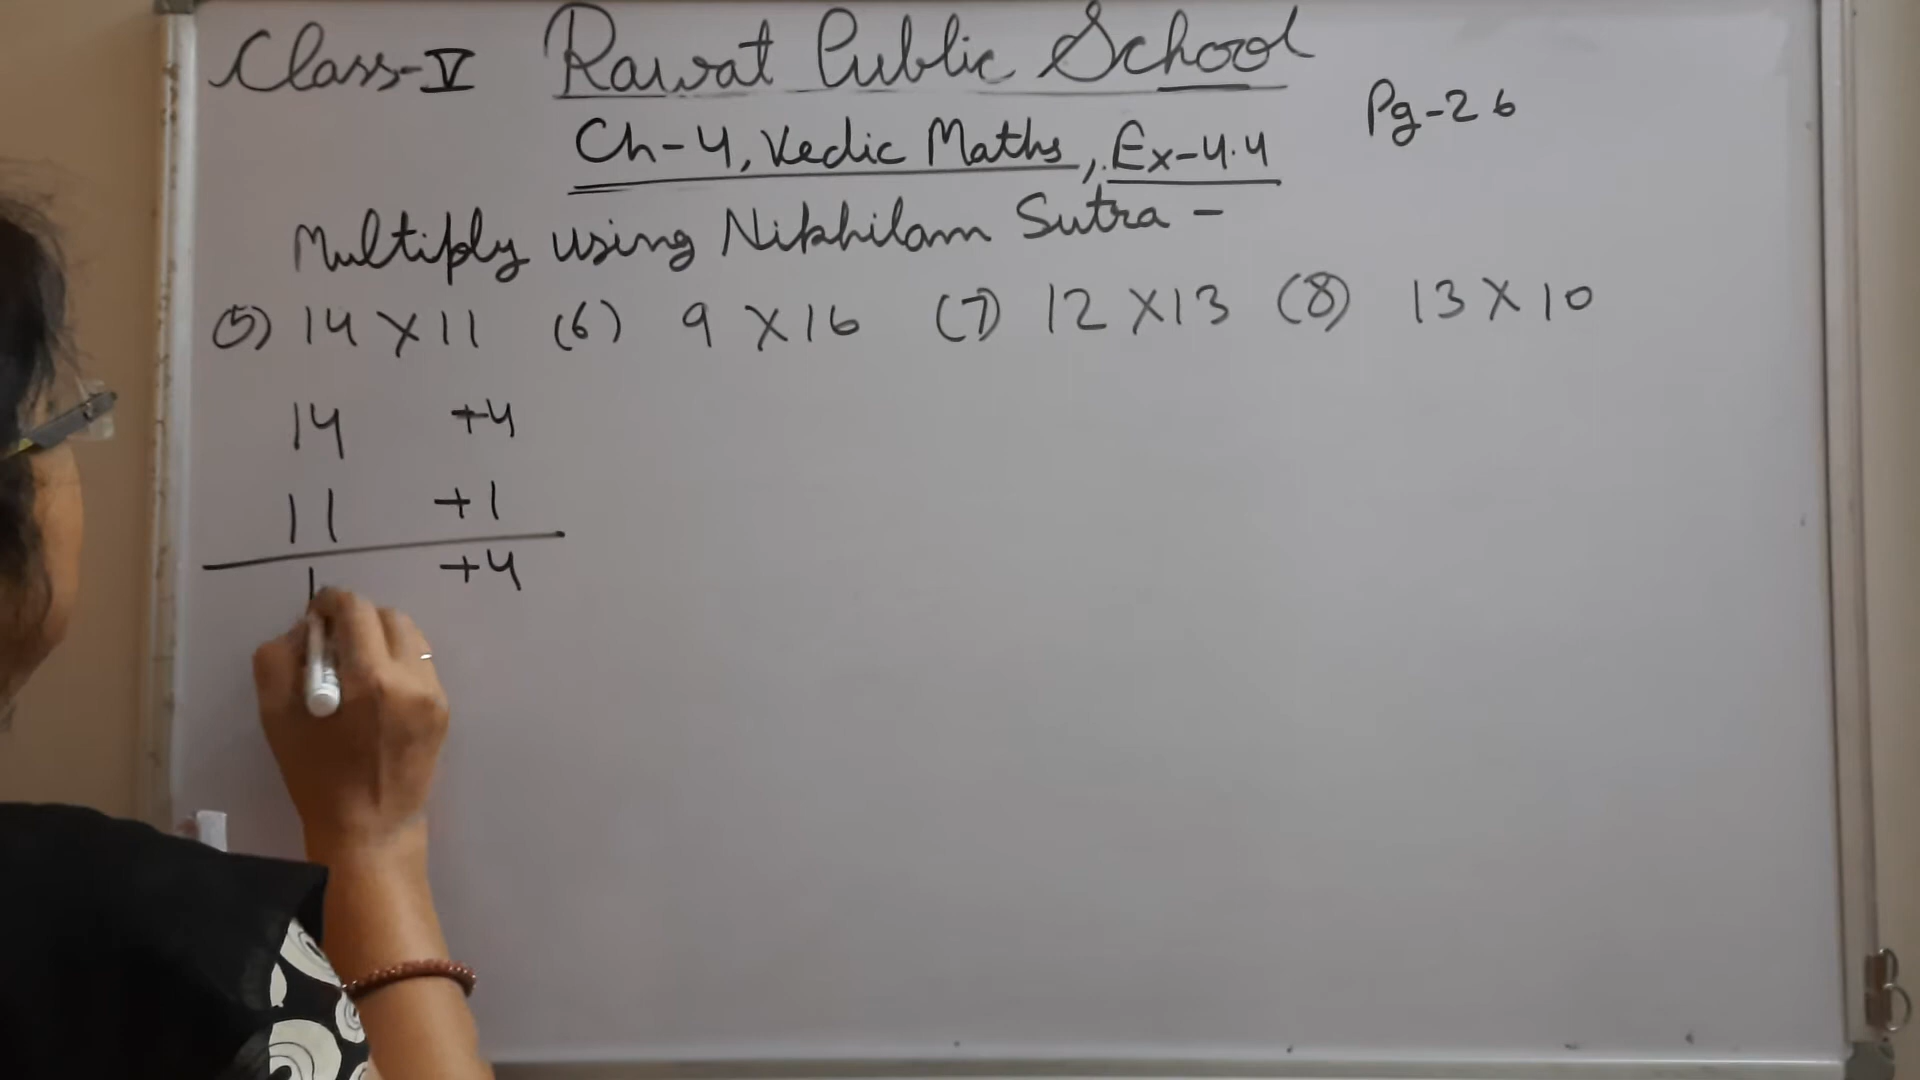 Class-V Rawat Public School
Pg-26
Ch-4, Vedic Maths, Ex-4.4
Multiply using Nikhilam Sutra -
(5) 14 X 11 (6) 9 X 16 (7) 12 X 13 (8) 13 X 10
14 +4
11 +1
1 +4